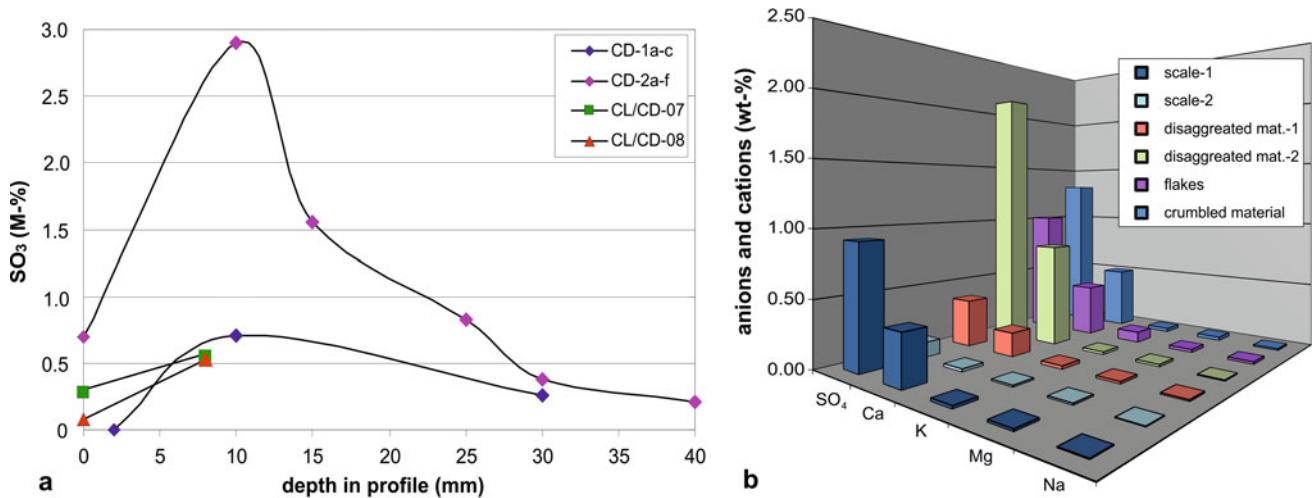 3.0
2.5
2.0
1.5
1.0
0.5
0
SO3 (M-%)
0 5 10 15 20 25 30 35 40
depth in profile (mm)
CD-1a-c
CD-2a-f
CL/CD-07
CL/CD-08
a
2.50
2.00
1.50
1.00
0.50
0.00
anions and cations (wt-%)
SO4
Ca
K
Mg
Na
scale-1
scale-2
disaggreated mat.-1
disaggreated mat.-2
flakes
crumbled material
b